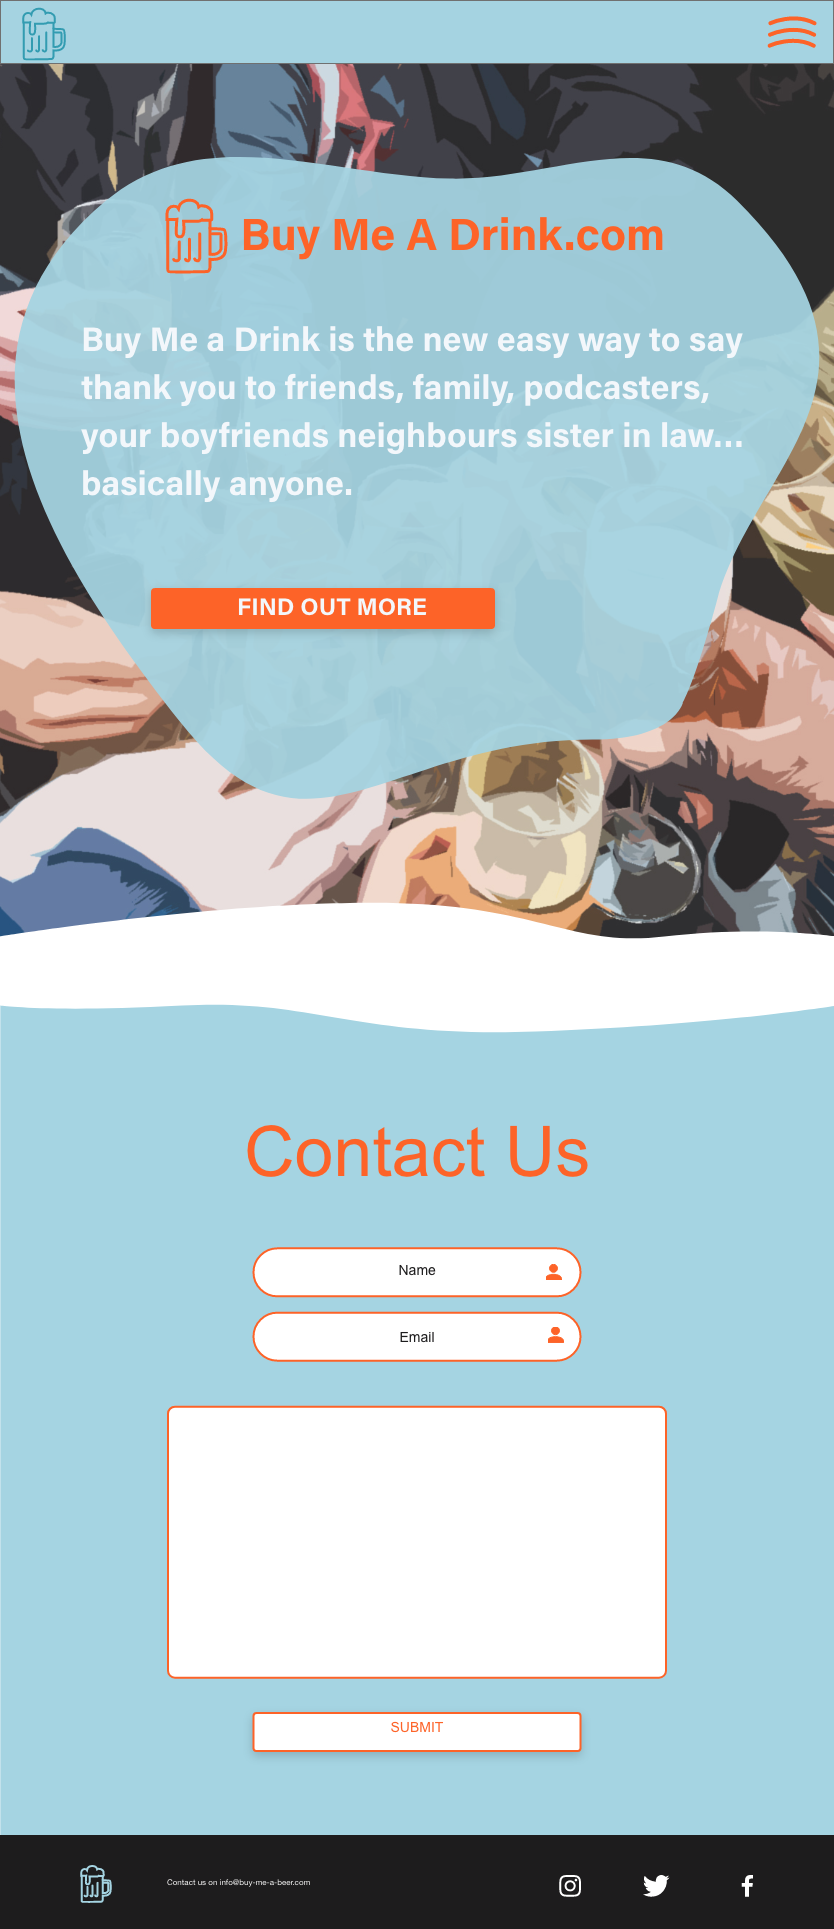 Buy Me A Drink.com
Buy Me a Drink is the new easy way to say
thank you to friends, family, podcasters,
your boyfriends neighbours sister in law...
basically anyone.
FIND OUT MORE
Contact Us
Name
Email
SUBMIT
Contact us on info@buy-me-a-beer.com